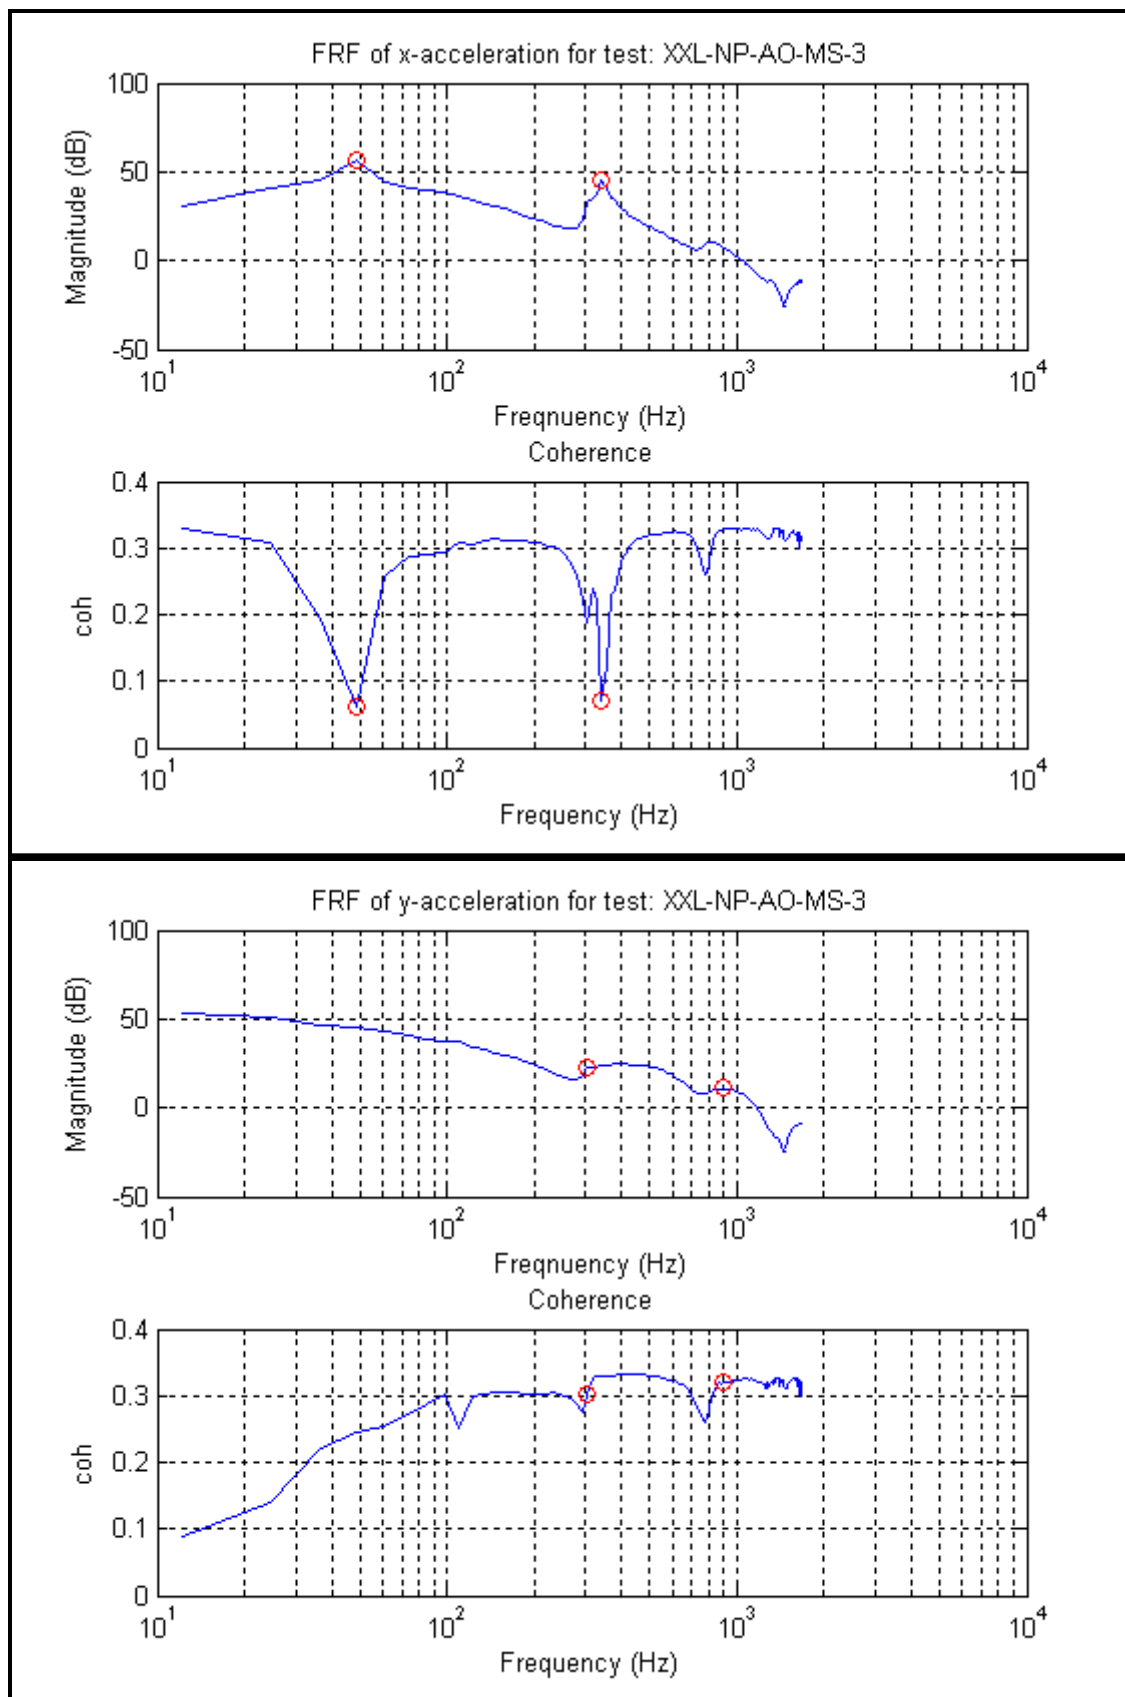 FRF of x-acceleration for test: XXL-NP-AO-MS-3
100
50
0
-50
Magnitude (dB)
10^1 10^2 10^3 10^4
Freqnuency (Hz)
Coherence
0.4
0.3
0.2
0.1
0
coh
10^1 10^2 10^3 10^4
Frequency (Hz)
FRF of y-acceleration for test: XXL-NP-AO-MS-3
100
50
0
-50
Magnitude (dB)
10^1 10^2 10^3 10^4
Freqnuency (Hz)
Coherence
0.4
0.3
0.2
0.1
0
coh
10^1 10^2 10^3 10^4
Frequency (Hz)